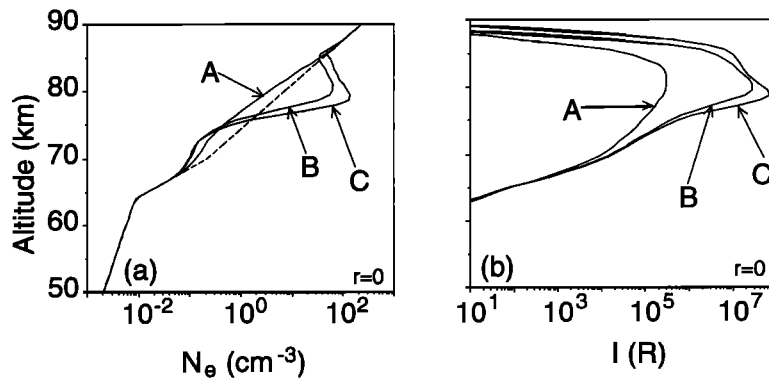 90
80
70
60
50
Altitude (km)
A
B
C
(a)
r=0
10⁻²
10⁰
10²
Nₑ (cm⁻³)
A
B
C
(b)
r=0
10¹
10³
10⁵
10⁷
I (R)